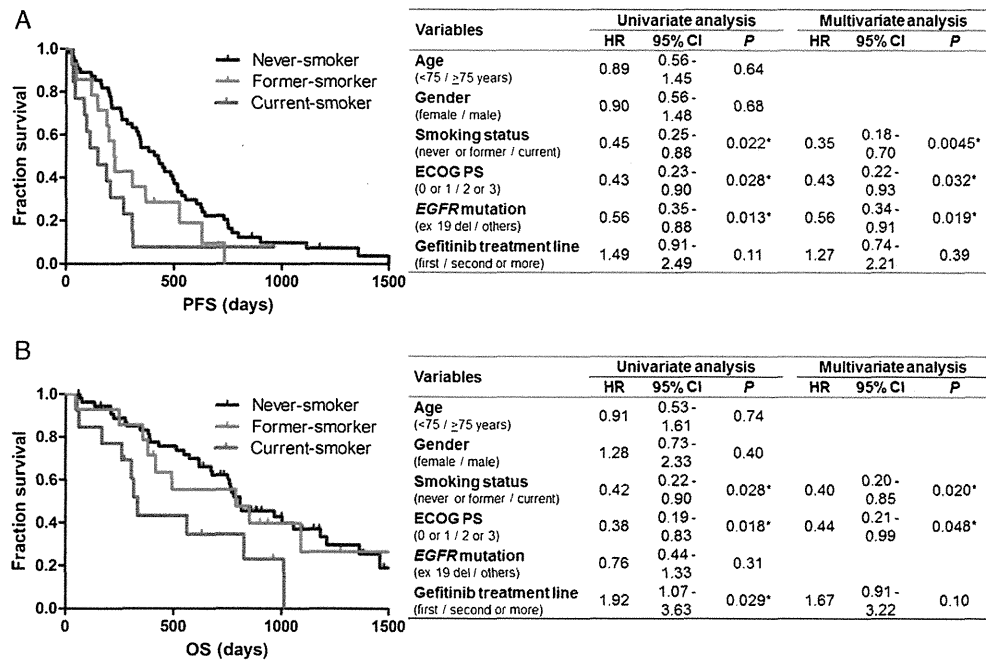 A
Fraction survival
1.0
0.8
0.6
0.4
0.2
0.0
0 500 1000 1500
PFS (days)
Never-smoker
Former-smorker
Current-smoker
Variables Univariate analysis Multivariate analysis
HR 95% CI P HR 95% CI P
Age (<75 / ≥75 years) 0.89 0.56 - 1.45 0.64
Gender (female / male) 0.90 0.56 - 1.48 0.68
Smoking status (never or former / current) 0.45 0.25 - 0.88 0.022* 0.35 0.18 - 0.70 0.0045*
ECOG PS (0 or 1 / 2 or 3) 0.43 0.23 - 0.90 0.028* 0.43 0.22 - 0.93 0.032*
EGFR mutation (ex 19 del / others) 0.56 0.35 - 0.88 0.013* 0.56 0.34 - 0.91 0.019*
Gefitinib treatment line (first / second or more) 1.49 0.91 - 2.49 0.11 1.27 0.74 - 2.21 0.39
B
Fraction survival
1.0
0.8
0.6
0.4
0.2
0.0
0 500 1000 1500
OS (days)
Never-smoker
Former-smorker
Current-smoker
Variables Univariate analysis Multivariate analysis
HR 95% CI P HR 95% CI P
Age (<75 / ≥75 years) 0.91 0.53 - 1.61 0.74
Gender (female / male) 1.28 0.73 - 2.33 0.40
Smoking status (never or former / current) 0.42 0.22 - 0.90 0.028* 0.40 0.20 - 0.85 0.020*
ECOG PS (0 or 1 / 2 or 3) 0.38 0.19 - 0.83 0.018* 0.44 0.21 - 0.99 0.048*
EGFR mutation (ex 19 del / others) 0.76 0.44 - 1.33 0.31
Gefitinib treatment line (first / second or more) 1.92 1.07 - 3.63 0.029* 1.67 0.91 - 3.22 0.10